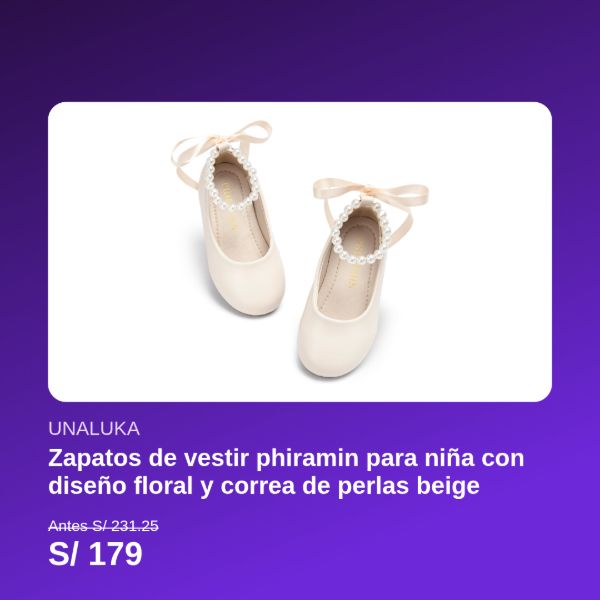 UNALUKA
Zapatos de vestir phiramin para niña con
diseño floral y correa de perlas beige
Antes S/ 231.25
S/ 179